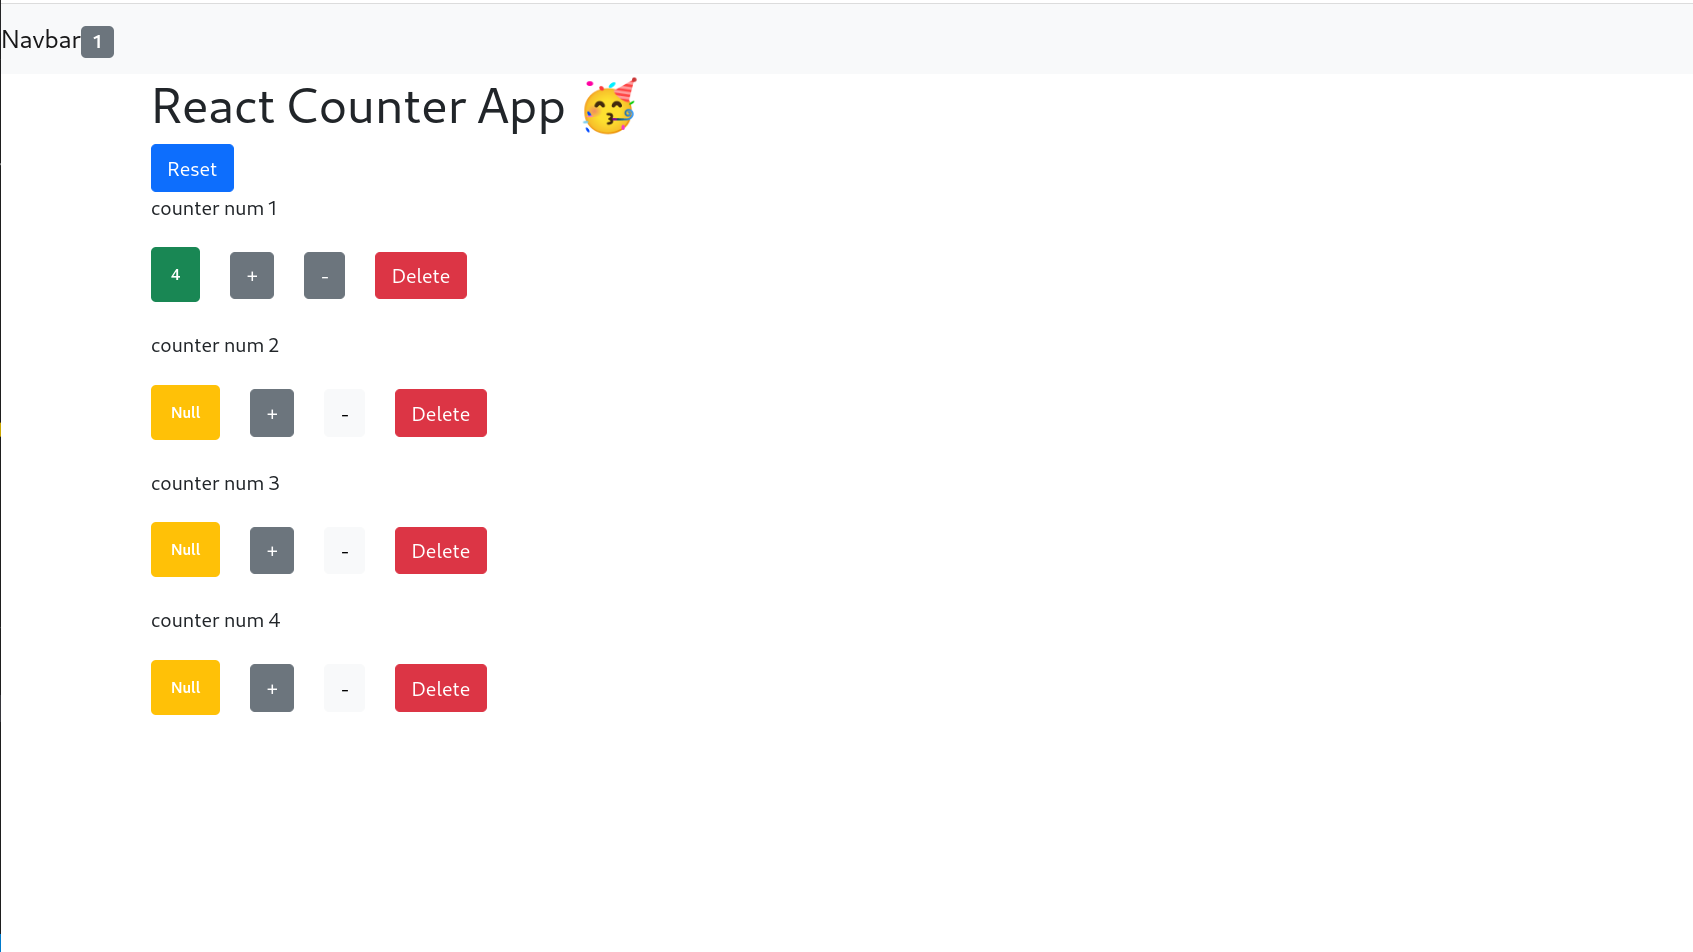 Navbar 1
React Counter App 🥳
Reset
counter num 1
4 + - Delete
counter num 2
Null + - Delete
counter num 3
Null + - Delete
counter num 4
Null + - Delete